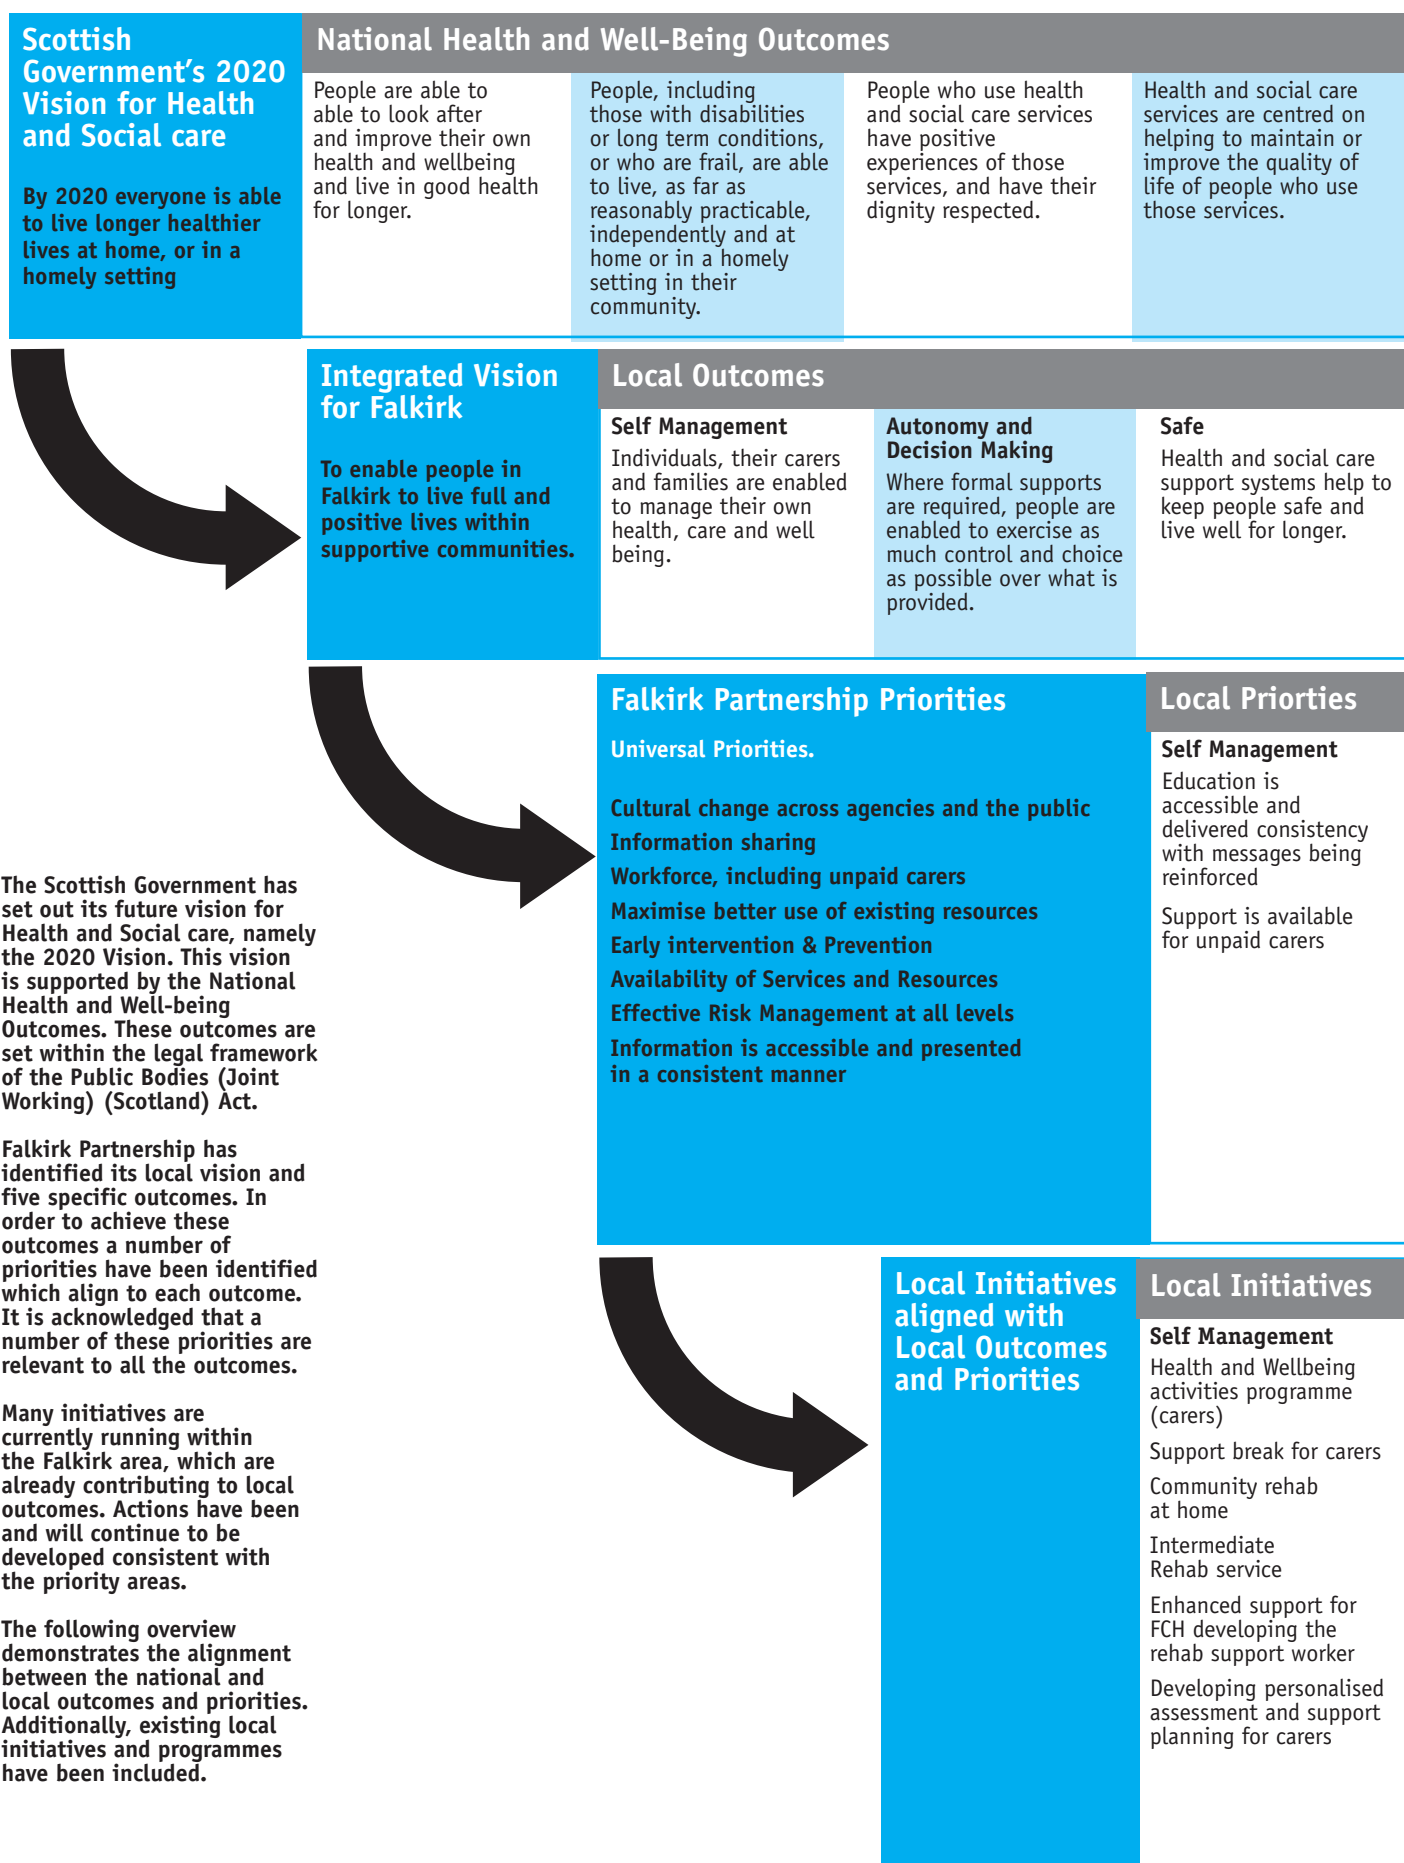 Scottish
Government's 2020
Vision for Health
and Social care
By 2020 everyone is able
to live longer healthier
lives at home, or in a
homely setting
National Health and Well-Being Outcomes
People are able to
able to look after
and improve their own
health and wellbeing
and live in good health
for longer.
People, including
those with disabilities
or long term conditions,
or who are frail, are able
to live, as far as
reasonably practicable,
independently and at
home or in a homely
setting in their
community.
People who use health
and social care services
have positive
experiences of those
services, and have their
dignity respected.
Health and social care
services are centred on
helping to maintain or
improve the quality of
life of people who use
those services.
Integrated Vision
for Falkirk
To enable people in
Falkirk to live full and
positive lives within
supportive communities.
Local Outcomes
Self Management
Individuals, their carers
and families are enabled
to manage their own
health, care and well
being.
Autonomy and
Decision Making
Where formal supports
are required, people are
enabled to exercise as
much control and choice
as possible over what is
provided.
Safe
Health and social care
support systems help to
keep people safe and
live well for longer.
Falkirk Partnership Priorities
Universal Priorities.
Cultural change across agencies and the public
Information sharing
Workforce, including unpaid carers
Maximise better use of existing resources
Early intervention & Prevention
Availability of Services and Resources
Effective Risk Management at all levels
Information is accessible and presented
in a consistent manner
Local Priorties
Self Management
Education is
accessible and
delivered consistency
with messages being
reinforced
Support is available
for unpaid carers
The Scottish Government has
set out its future vision for
Health and Social care, namely
the 2020 Vision. This vision
is supported by the National
Health and Well-being
Outcomes. These outcomes are
set within the legal framework
of the Public Bodies (Joint
Working) (Scotland) Act.
Falkirk Partnership has
identified its local vision and
five specific outcomes. In
order to achieve these
outcomes a number of
priorities have been identified
which align to each outcome.
It is acknowledged that a
number of these priorities are
relevant to all the outcomes.
Many initiatives are
currently running within
the Falkirk area, which are
already contributing to local
outcomes. Actions have been
and will continue to be
developed consistent with
the priority areas.
The following overview
demonstrates the alignment
between the national and
local outcomes and priorities.
Additionally, existing local
initiatives and programmes
have been included.
Local Initiatives
aligned with
Local Outcomes
and Priorities
Local Initiatives
Self Management
Health and Wellbeing
activities programme
(carers)
Support break for carers
Community rehab
at home
Intermediate
Rehab service
Enhanced support for
FCH developing the
rehab support worker
Developing personalised
assessment and support
planning for carers